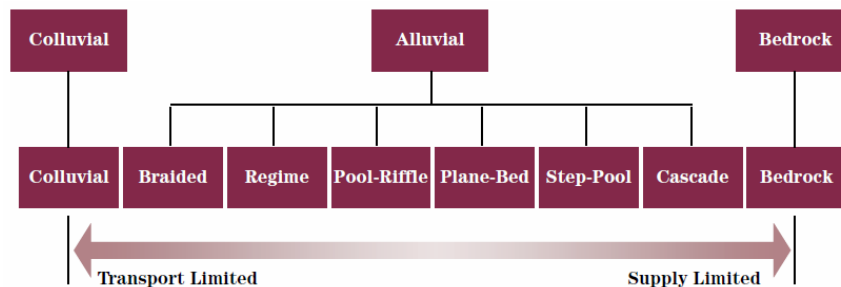 Colluvial Alluvial Bedrock
Colluvial Braided Regime Pool-Riffle Plane-Bed Step-Pool Cascade Bedrock
Transport Limited Supply Limited